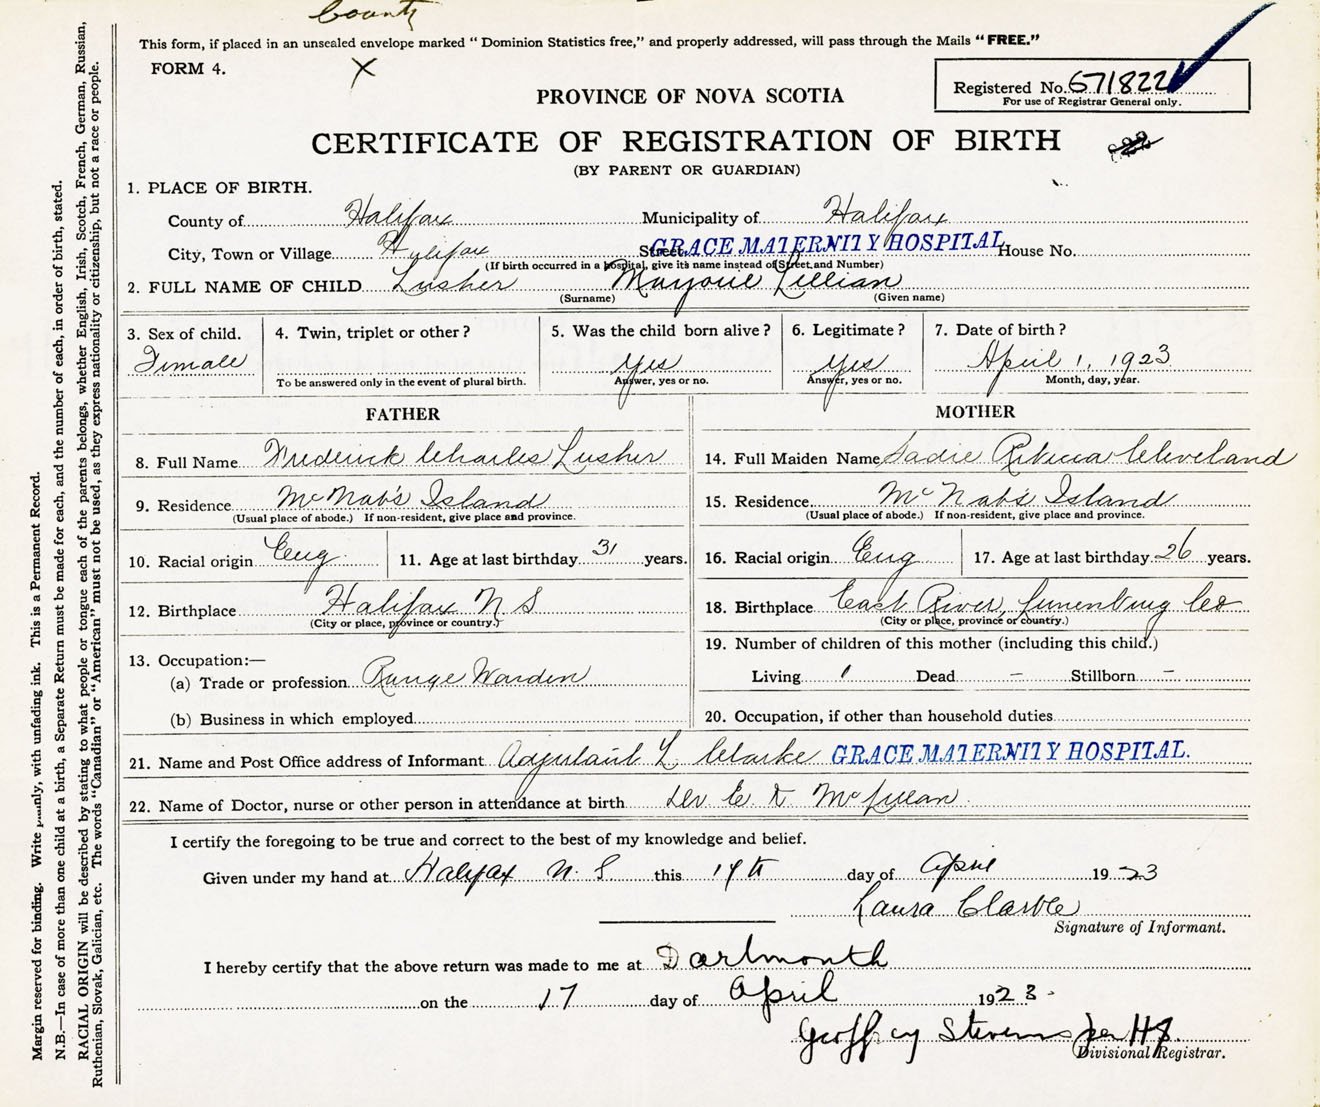 County
This form, if placed in an unsealed envelope marked "Dominion Statistics free," and properly addressed, will pass through the Mails "FREE."
FORM 4.
X
Registered No. 671822
For use of Registrar General only.
PROVINCE OF NOVA SCOTIA
CERTIFICATE OF REGISTRATION OF BIRTH
(BY PARENT OR GUARDIAN)
1. PLACE OF BIRTH.
County of Halifax Municipality of Halifax
City, Town or Village Halifax Street GRACE MATERNITY HOSPITAL House No.
(If birth occurred in a hospital, give its name instead of Street and Number)
2. FULL NAME OF CHILD Lusher Marjorie Lillian
(Surname) (Given name)
3. Sex of child. 4. Twin, triplet or other? 5. Was the child born alive? 6. Legitimate? 7. Date of birth?
Female Yes Yes April 1, 1923
To be answered only in the event of plural birth. Answer, yes or no. Answer, yes or no. Month, day, year.
FATHER
8. Full Name Frederick Charles Lusher
9. Residence McNab's Island
(Usual place of abode.) If non-resident, give place and province.
10. Racial origin Eng 11. Age at last birthday 31 years.
12. Birthplace Halifax N S
(City or place, province or country.)
13. Occupation:—
(a) Trade or profession Range Warden
(b) Business in which employed
MOTHER
14. Full Maiden Name Sadie Rebecca Cleveland
15. Residence McNab's Island
(Usual place of abode.) If non-resident, give place and province.
16. Racial origin Eng 17. Age at last birthday 26 years.
18. Birthplace East River, Lunenburg Co
(City or place, province or country.)
19. Number of children of this mother (including this child.)
Living 1 Dead – Stillborn –
20. Occupation, if other than household duties
21. Name and Post Office address of Informant Adjutant L Clarke GRACE MATERNITY HOSPITAL.
22. Name of Doctor, nurse or other person in attendance at birth Dr E
I certify the foregoing to be true and correct to the best of my knowledge and belief.
Given under my hand at Halifax N. S. this day of April 1923
Laura Clarke
Signature of Informant.
I hereby certify that the above return was made to me at Dartmouth
on the 17 day of April 1923
Geoffrey Stevens per HJ.
Divisional Registrar.
Margin reserved for binding. Write plainly, with unfading ink. This is a Permanent Record.
N.B.—In case of more than one child at a birth, a Separate Return must be made for each, and the number of each, in order of birth, stated.
RACIAL ORIGIN will be described by stating to what people or tongue each of the parents belongs, whether English, Irish, Scotch, French, German, Russian,
Ruthenian, Slovak, Galician, etc. The words "Canadian" or "American" must not be used, as they express nationality or citizenship, but not a race or people.